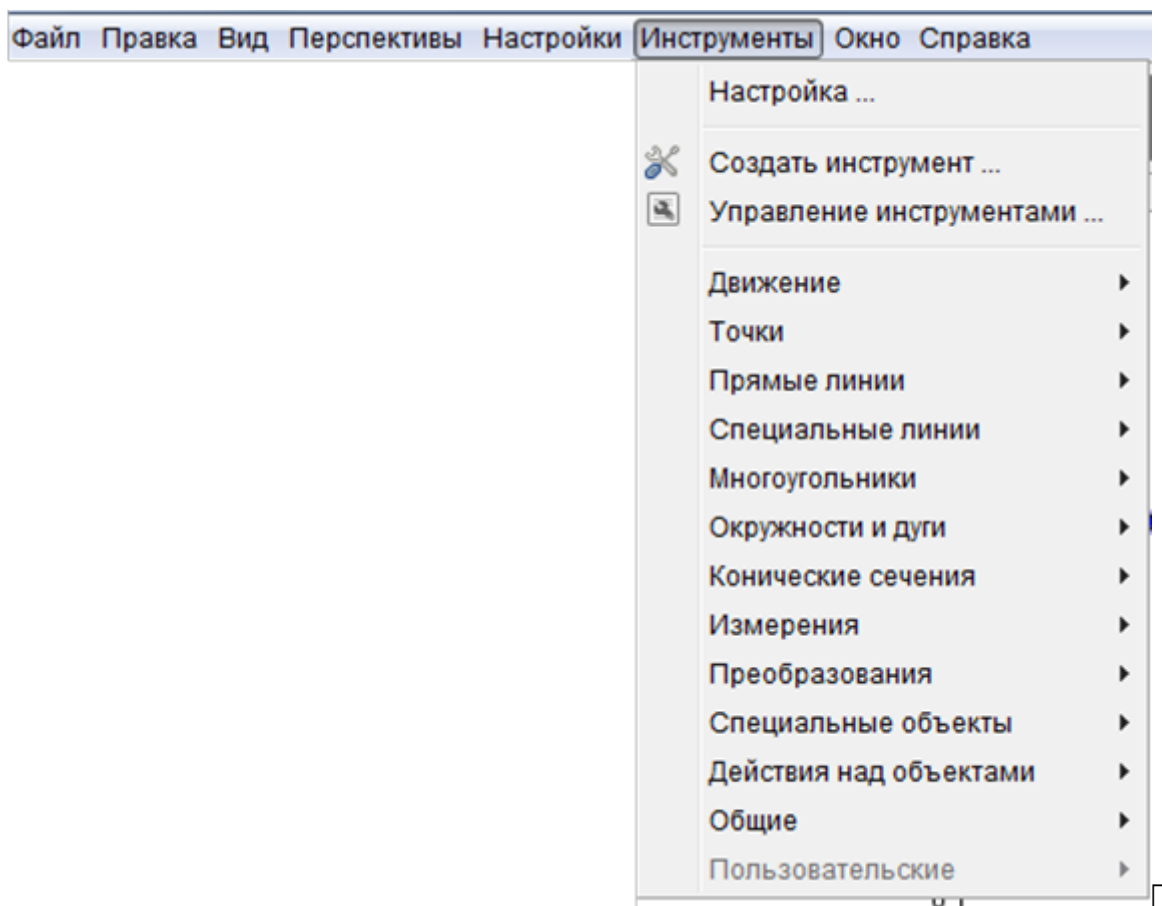 Файл Правка Вид Перспективы Настройки Инструменты Окно Справка
Настройка ...
Создать инструмент ...
Управление инструментами ...
Движение
Точки
Прямые линии
Специальные линии
Многоугольники
Окружности и дуги
Конические сечения
Измерения
Преобразования
Специальные объекты
Действия над объектами
Общие
Пользовательские